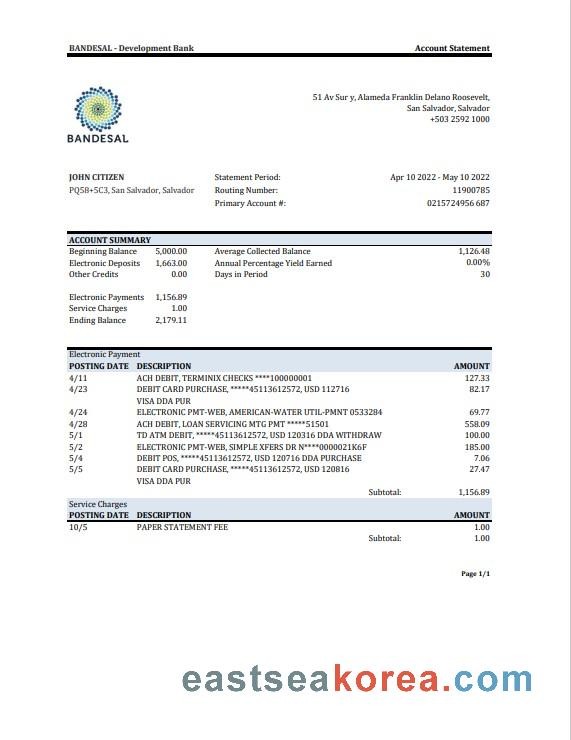 BANDESAL - Development Bank Account Statement
BANDESAL
51 Av Sur y, Alameda Franklin Delano Roosevelt,
San Salvador, Salvador
+503 2592 1000
JOHN CITIZEN Statement Period: Apr 10 2022 - May 10 2022
PQ58+5C3, San Salvador, Salvador Routing Number: 11900785
Primary Account #: 0215724956 687
ACCOUNT SUMMARY
Beginning Balance 5,000.00 Average Collected Balance 1,126.48
Electronic Deposits 1,663.00 Annual Percentage Yield Earned 0.00%
Other Credits 0.00 Days in Period 30
Electronic Payments 1,156.89
Service Charges 1.00
Ending Balance 2,179.11
Electronic Payment
POSTING DATE DESCRIPTION AMOUNT
4/11 ACH DEBIT, TERMINIX CHECKS ****100000001 127.33
4/23 DEBIT CARD PURCHASE, *****45113612572, USD 112716 82.17
VISA DDA PUR
4/24 ELECTRONIC PMT-WEB, AMERICAN-WATER UTIL-PMNT 0533284 69.77
4/28 ACH DEBIT, LOAN SERVICING MTG PMT *****51501 558.09
5/1 TD ATM DEBIT, *****45113612572, USD 120316 DDA WITHDRAW 100.00
5/2 ELECTRONIC PMT-WEB, SIMPLE XFERS DR N****0000021K6F 185.00
5/4 DEBIT POS, *****45113612572, USD 120716 DDA PURCHASE 7.06
5/5 DEBIT CARD PURCHASE, *****45113612572, USD 120816 27.47
VISA DDA PUR
Subtotal: 1,156.89
Service Charges
POSTING DATE DESCRIPTION AMOUNT
10/5 PAPER STATEMENT FEE 1.00
Subtotal: 1.00
Page 1/1
eastseakorea.com